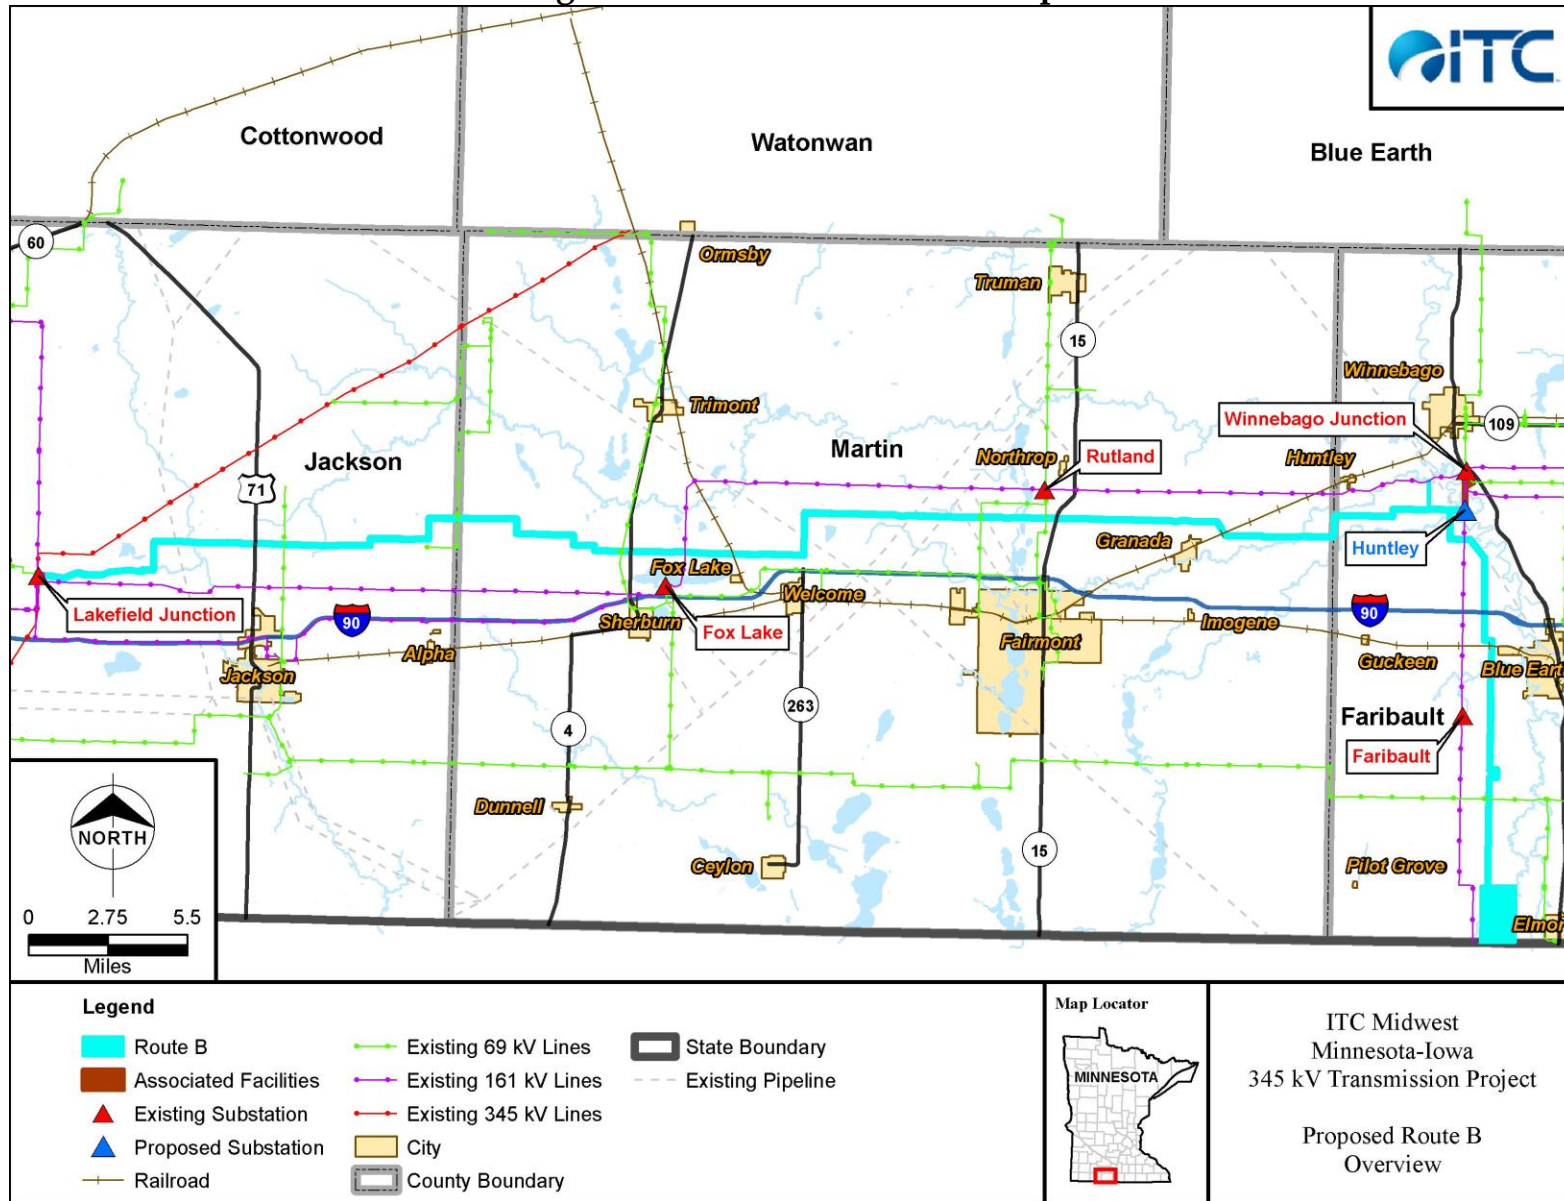 ITC
Cottonwood
Watonwan
Blue Earth
60
Ormsby
Truman
15
Winnebago
Trimont
Winnebago Junction
109
Jackson
Martin
Northrop
Rutland
Huntley
71
Granada
Huntley
Fox Lake
Lakefield Junction
90
Welcome
90
Sherburn
Fox Lake
Imogene
Alpha
Fairmont
Guckeen
Jackson
Blue Eart
263
Faribault
4
Faribault
NORTH
Dunnell
15
Ceylon
Pilot Grove
0 2.75 5.5
Miles
Legend
Route B
Associated Facilities
Existing Substation
Proposed Substation
Railroad
Existing 69 kV Lines
Existing 161 kV Lines
Existing 345 kV Lines
City
County Boundary
State Boundary
Existing Pipeline
Map Locator
MINNESOTA
ITC Midwest
Minnesota-Iowa
345 kV Transmission Project
Proposed Route B
Overview